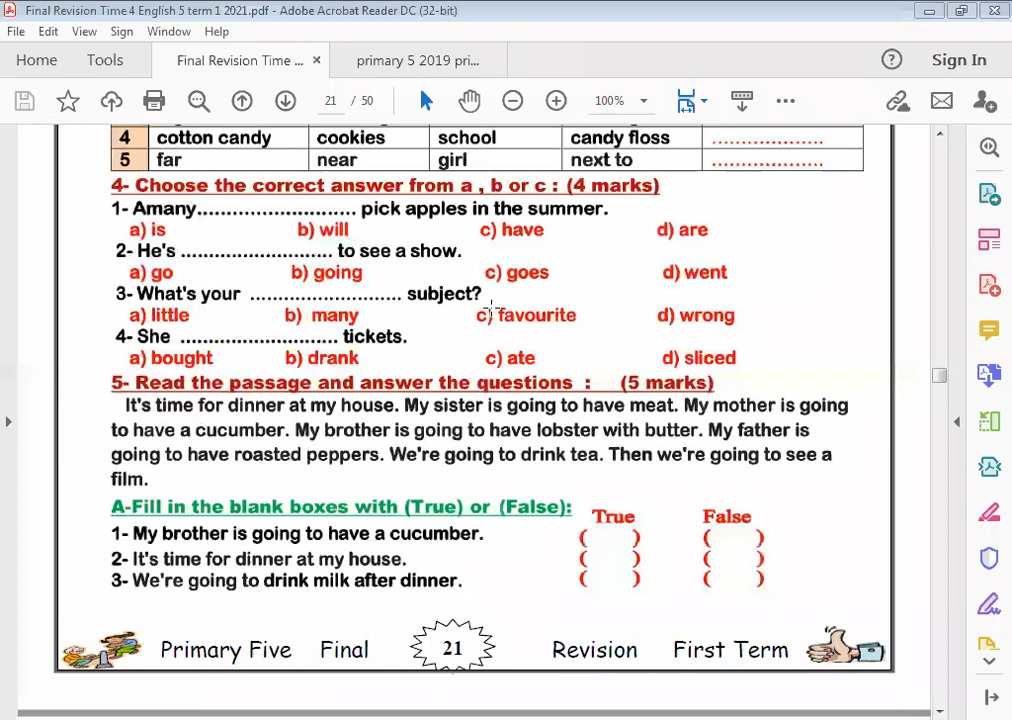 Final Revision Time 4 English 5 term 1 2021.pdf - Adobe Acrobat Reader DC (32-bit)
File Edit View Sign Window Help
Home Tools Final Revision Time ... × primary 5 2019 pri... Sign In
21 / 50 100%
4 cotton candy cookies school candy floss ....................
5 far near girl next to ....................
4- Choose the correct answer from a , b or c : (4 marks)
1- Amany............................ pick apples in the summer.
a) is b) will c) have d) are
2- He's ........................... to see a show.
a) go b) going c) goes d) went
3- What's your ........................... subject?
a) little b) many c) favourite d) wrong
4- She ............................ tickets.
a) bought b) drank c) ate d) sliced
5- Read the passage and answer the questions : (5 marks)
It's time for dinner at my house. My sister is going to have meat. My mother is going
to have a cucumber. My brother is going to have lobster with butter. My father is
going to have roasted peppers. We're going to drink tea. Then we're going to see a
film.
A-Fill in the blank boxes with (True) or (False):
True False
1- My brother is going to have a cucumber. ( ) ( )
2- It's time for dinner at my house. ( ) ( )
3- We're going to drink milk after dinner. ( ) ( )
Primary Five Final 21 Revision First Term